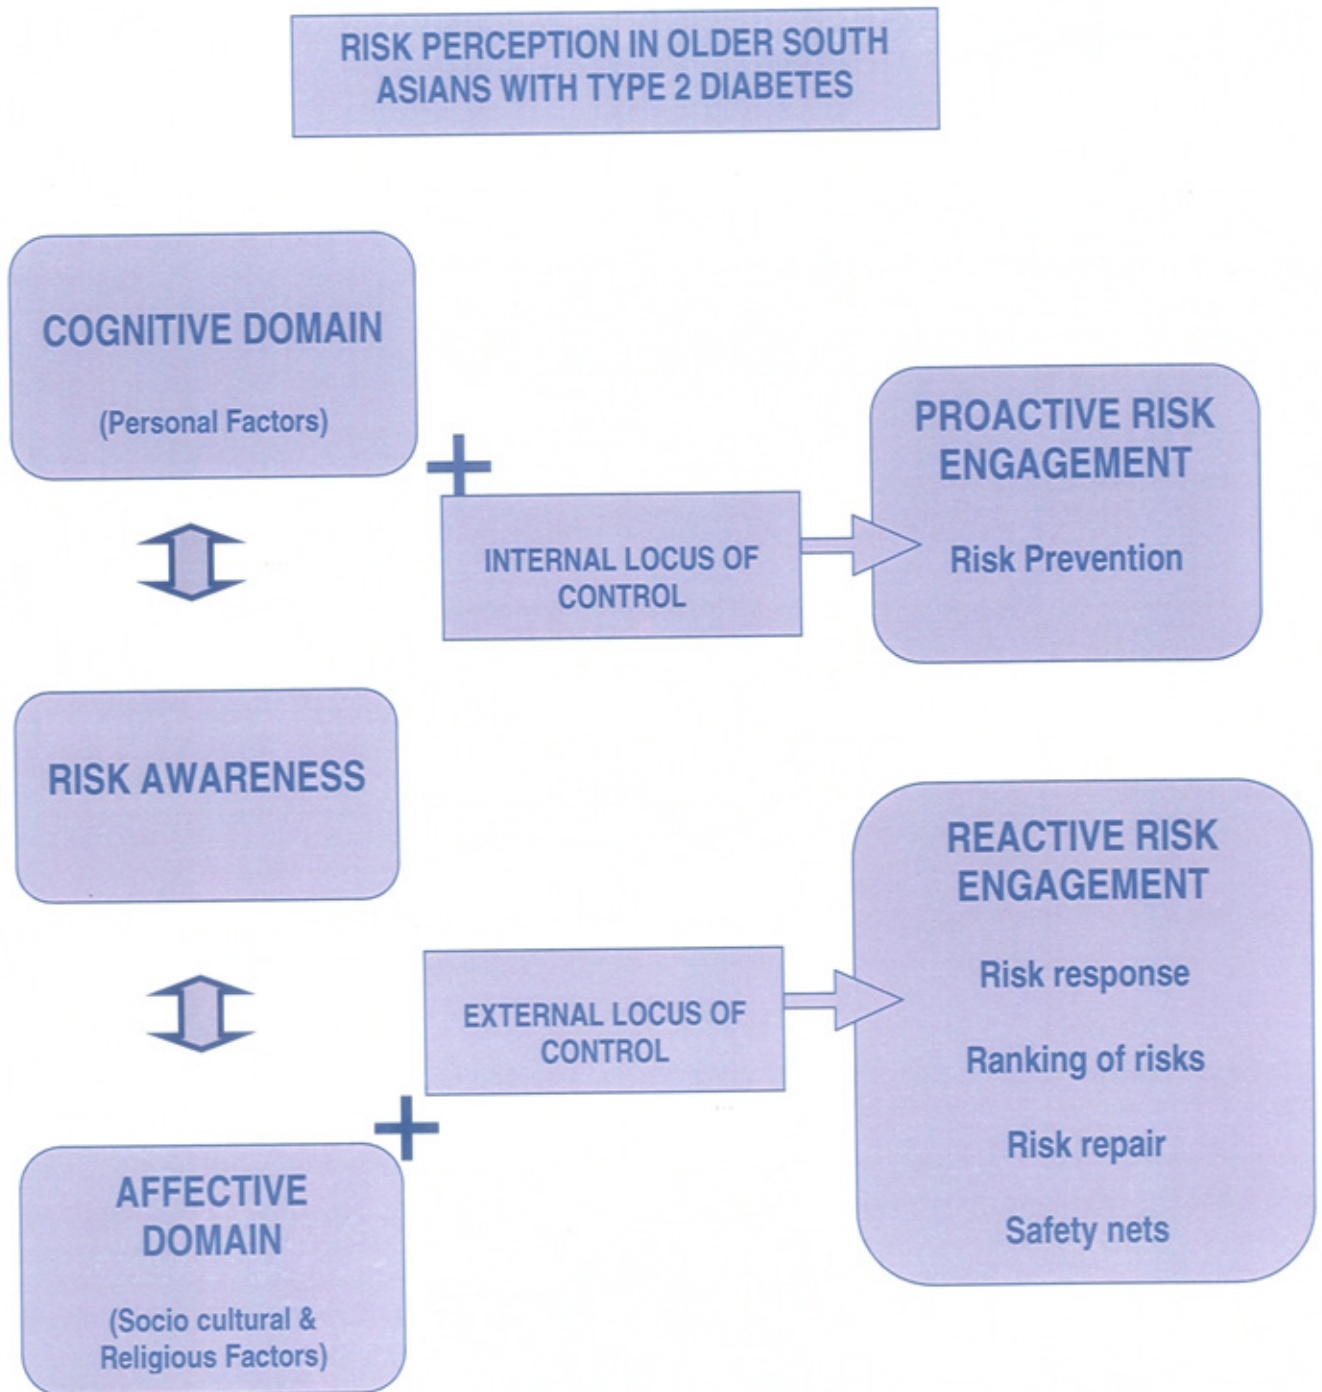 RISK PERCEPTION IN OLDER SOUTH
ASIANS WITH TYPE 2 DIABETES
COGNITIVE DOMAIN
(Personal Factors)
INTERNAL LOCUS OF
CONTROL
PROACTIVE RISK
ENGAGEMENT
Risk Prevention
RISK AWARENESS
EXTERNAL LOCUS OF
CONTROL
REACTIVE RISK
ENGAGEMENT
Risk response
Ranking of risks
Risk repair
Safety nets
AFFECTIVE
DOMAIN
(Socio cultural &
Religious Factors)